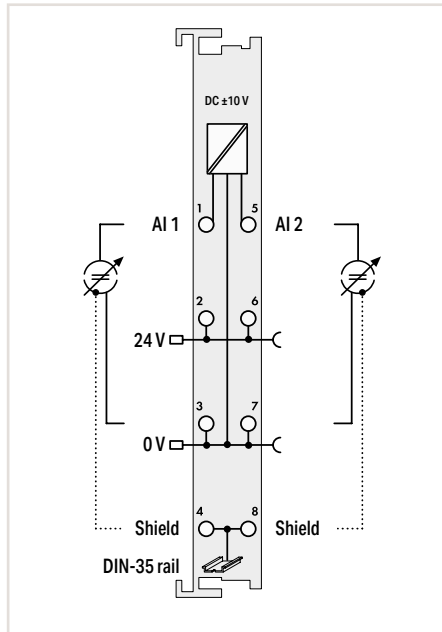 DC ±10 V
1 5
AI 1 AI 2
2 6
24 V
3 7
0 V
4 8
Shield Shield
DIN-35 rail